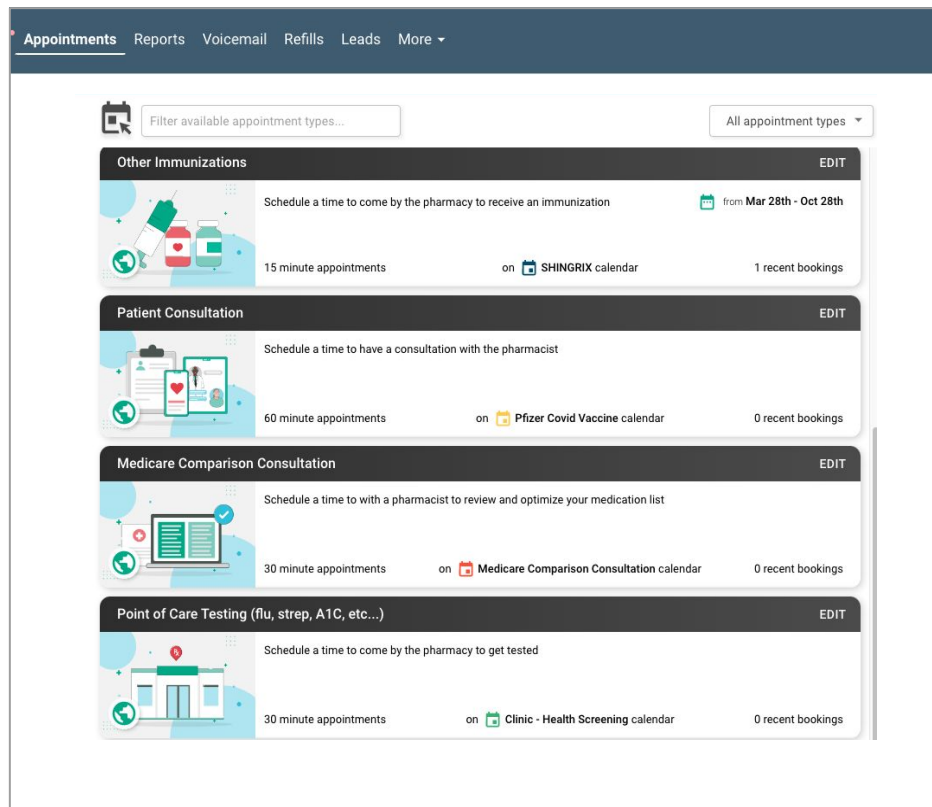 Appointments Reports Voicemail Refills Leads More
Filter available appointment types...
All appointment types
Other Immunizations EDIT
Schedule a time to come by the pharmacy to receive an immunization from Mar 28th - Oct 28th
15 minute appointments on SHINGRIX calendar 1 recent bookings
Patient Consultation EDIT
Schedule a time to have a consultation with the pharmacist
60 minute appointments on Pfizer Covid Vaccine calendar 0 recent bookings
Medicare Comparison Consultation EDIT
Schedule a time to with a pharmacist to review and optimize your medication list
30 minute appointments on Medicare Comparison Consultation calendar 0 recent bookings
Point of Care Testing (flu, strep, A1C, etc...) EDIT
Schedule a time to come by the pharmacy to get tested
30 minute appointments on Clinic - Health Screening calendar 0 recent bookings